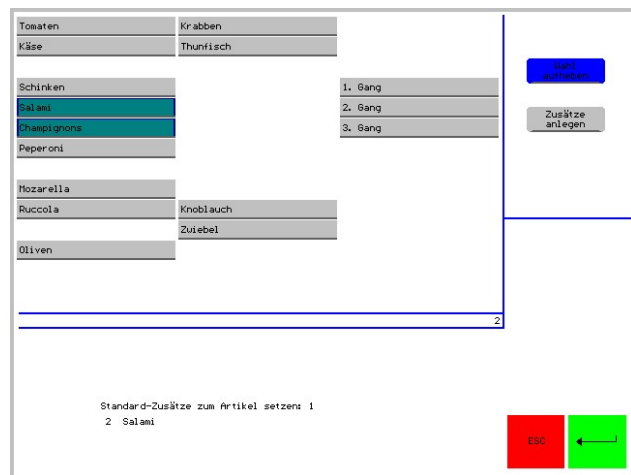 Tomaten
Krabben
Käse
Thunfisch
Schinken
1. Gang
Salami
2. Gang
Champignons
3. Gang
Peperoni
Mozarella
Ruccola
Knoblauch
Zwiebel
Oliven
Wahl
aufheben
Zusätze
anlegen
2
Standard-Zusätze zum Artikel setzen: 1
2 Salami
ESC